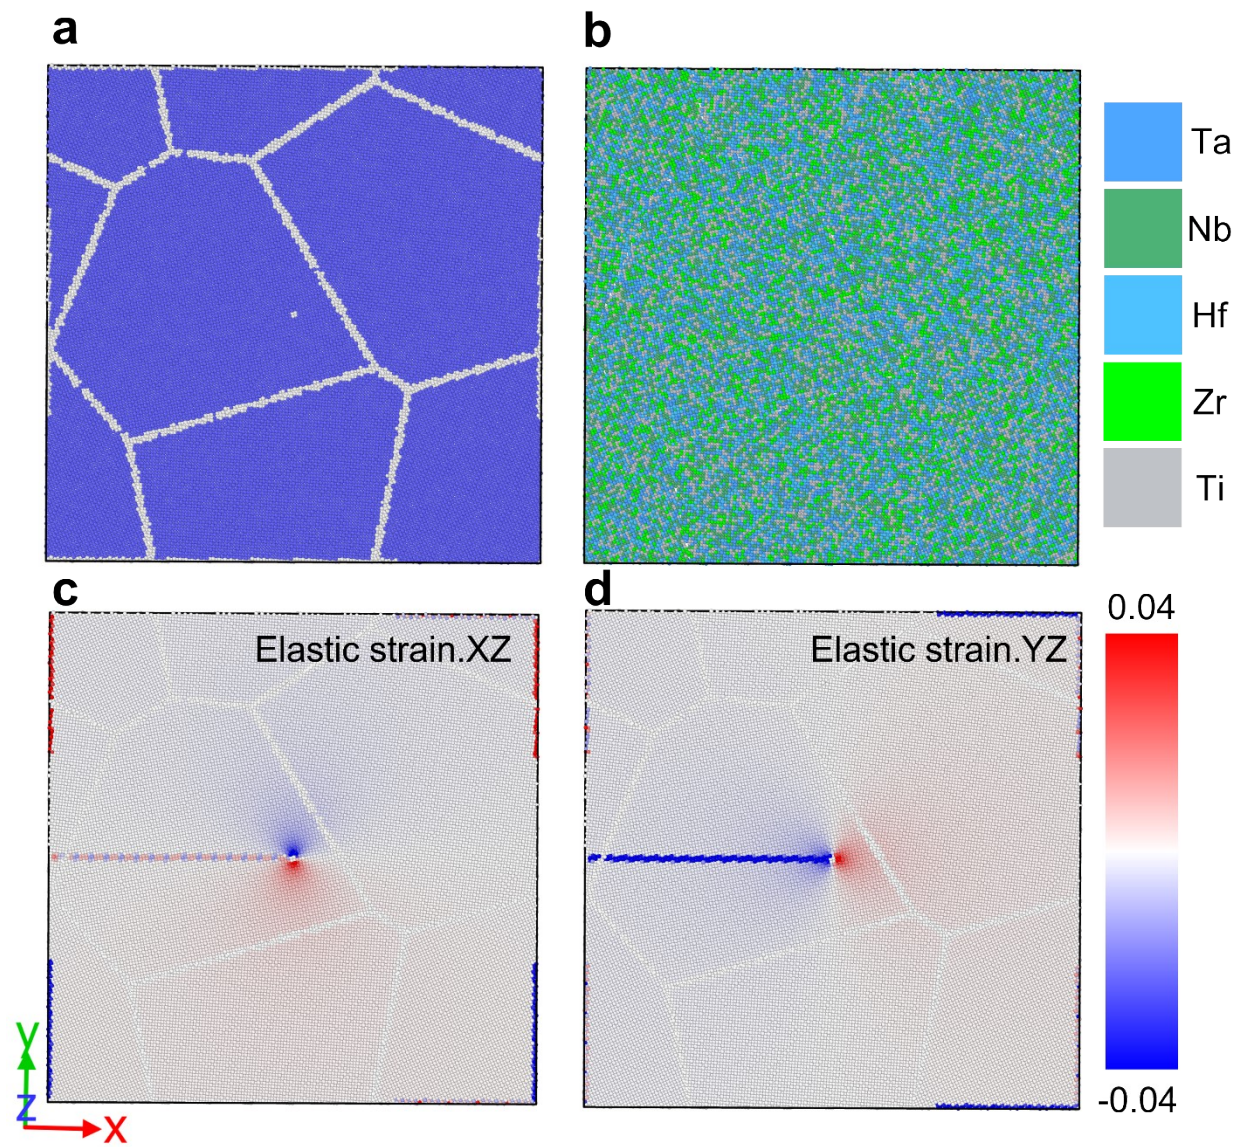 a
b
Ta
Nb
Hf
Zr
Ti
c
d
Elastic strain.XZ
Elastic strain.YZ
0.04
-0.04
y
Z
X